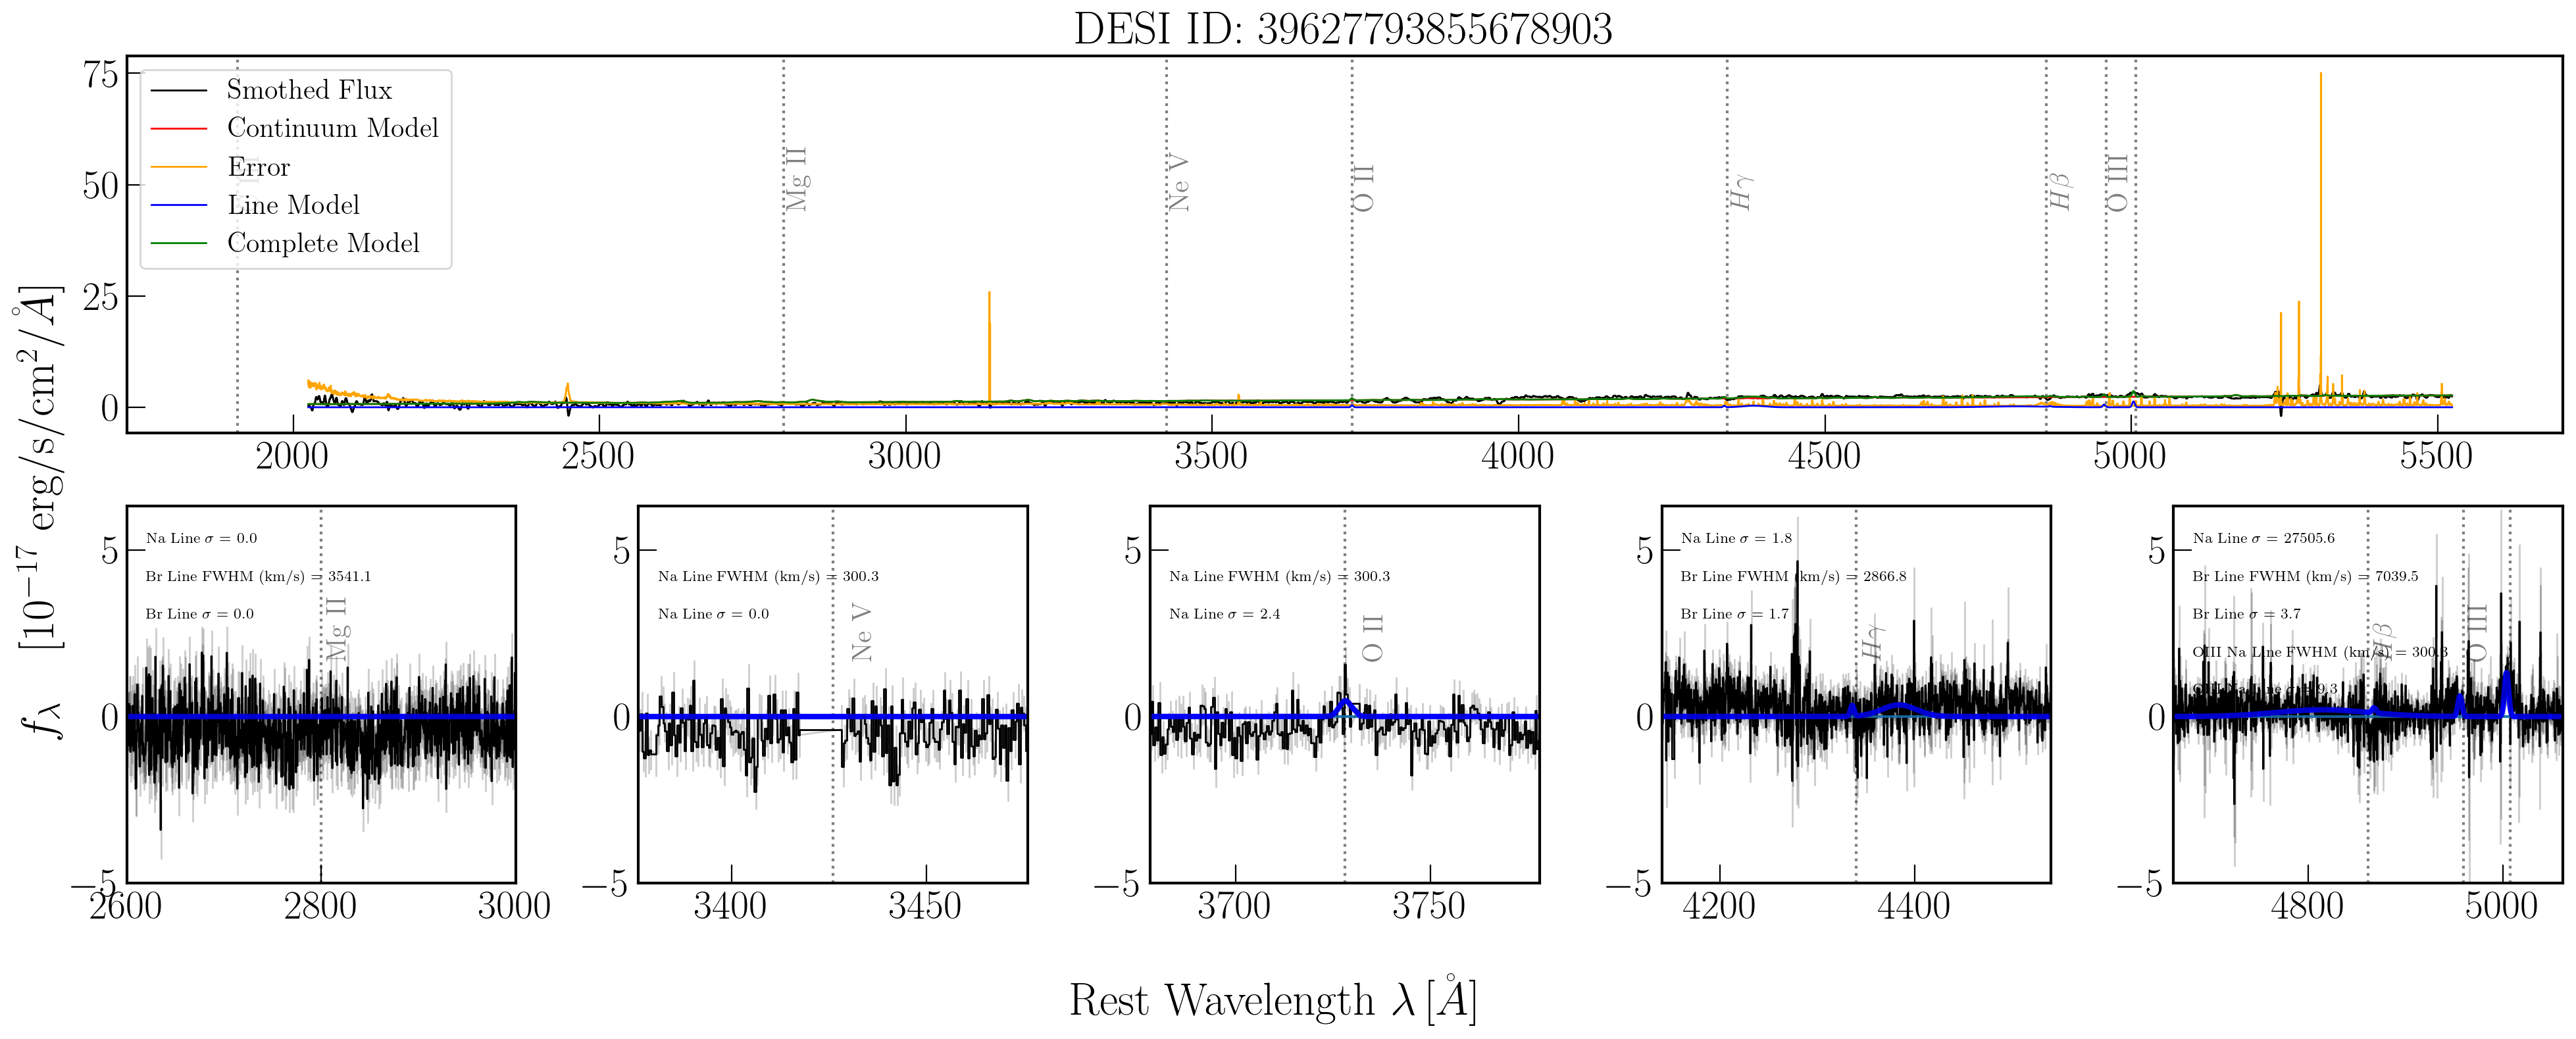 DESI ID: 39627793855678903
75
50
25
0
Smothed Flux
Continuum Model
Error
Line Model
Complete Model
Mg II
Ne V
O II
Hγ
Hβ
O III
2000
2500
3000
3500
4000
4500
5000
5500
fλ [10⁻¹⁷ erg/s/cm²/Å]
5
0
−5
Na Line σ = 0.0
Br Line FWHM (km/s) = 3541.1
Br Line σ = 0.0
Mg II
2600
2800
3000
5
0
−5
Na Line FWHM (km/s) = 300.3
Na Line σ = 0.0
Ne V
3400
3450
5
0
−5
Na Line FWHM (km/s) = 300.3
Na Line σ = 2.4
O II
3700
3750
5
0
−5
Na Line σ = 1.8
Br Line FWHM (km/s) = 2866.8
Br Line σ = 1.7
Hγ
4200
4400
5
0
−5
Na Line σ = 27505.6
Br Line FWHM (km/s) = 7039.5
Br Line σ = 3.7
OIII Na Line FWHM (km/s) = 300.3
Hβ
O III
4800
5000
Rest Wavelength λ [Å]